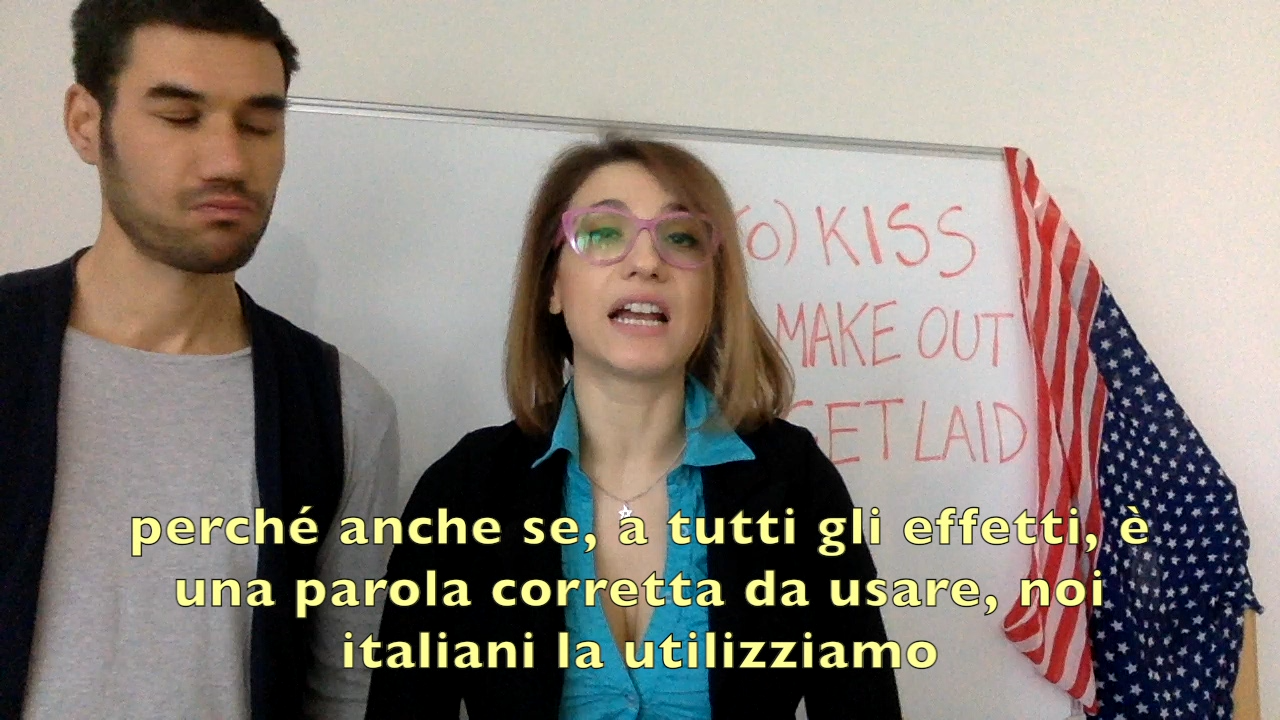 (o) KISS
MAKE OUT
GET LAID
perché anche se, a tutti gli effetti, è
una parola corretta da usare, noi
italiani la utilizziamo